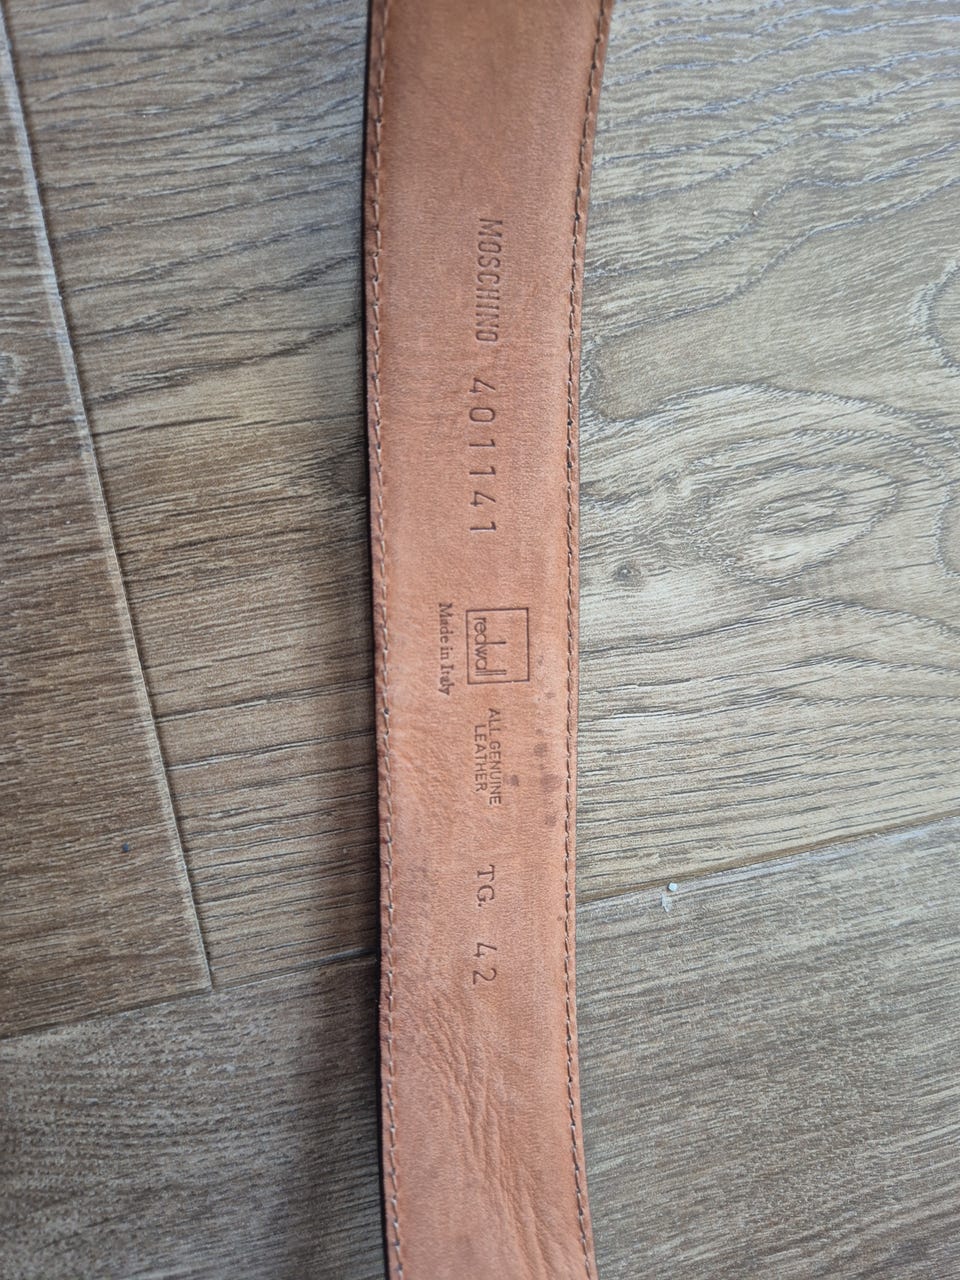 MOSCHINO 401141
redwall
Made in Italy
ALL GENUINE
LEATHER
TG. 42